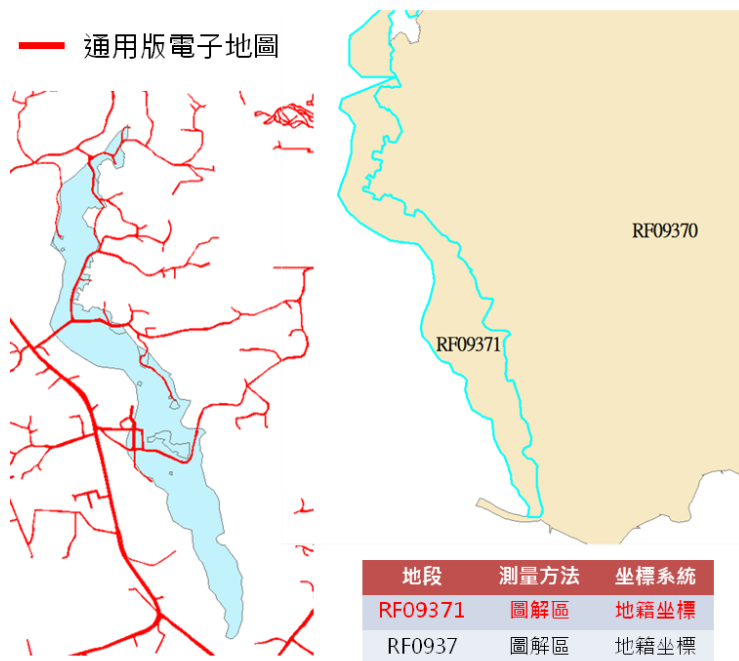 通用版電子地圖
RF09370
RF09371
地段 測量方法 坐標系統
RF09371 圖解區 地籍坐標
RF0937 圖解區 地籍坐標